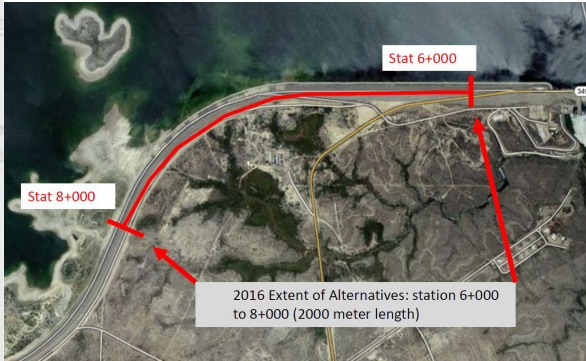 Stat 6+000
Stat 8+000
2016 Extent of Alternatives: station 6+000
to 8+000 (2000 meter length)